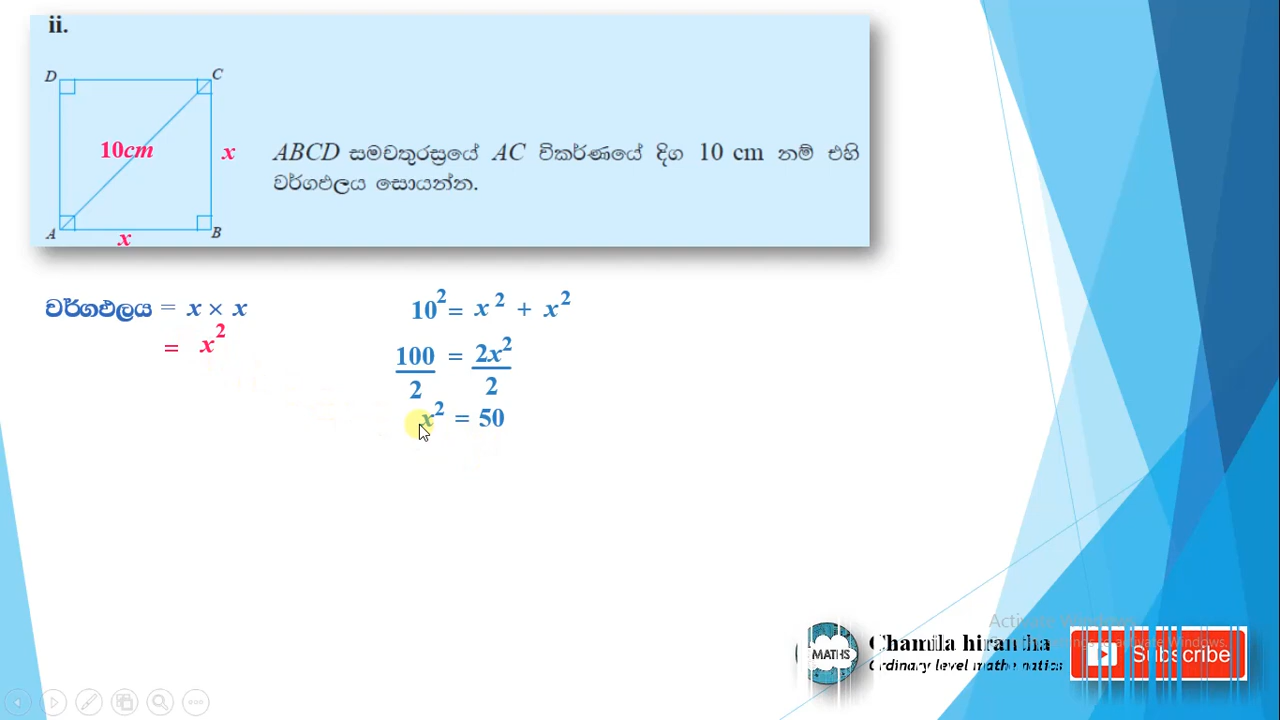 ii.
D
C
10cm
x
A
B
x
ABCD සමචතුරස්‍රයේ AC විකර්ණයේ දිග 10 cm නම් එහි
වර්ගඵලය සොයන්න.
වර්ගඵලය = x × x
= x²
10² = x² + x²
100/2 = 2x²/2
x² = 50
MATHS
Chamila hirantha
Ordinary level mathematics
Subscribe